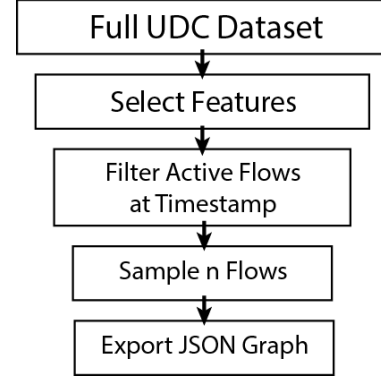 Full UDC Dataset
Select Features
Filter Active Flows
at Timestamp
Sample n Flows
Export JSON Graph